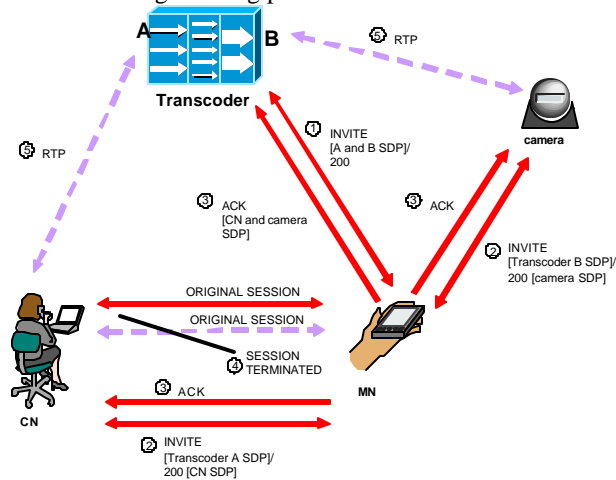 A
B
Transcoder
⑤ RTP
camera
⑤ RTP
① INVITE
[A and B SDP]/
200
③ ACK
[CN and camera
SDP]
③ ACK
② INVITE
[Transcoder B SDP]/
200 [camera SDP]
ORIGINAL SESSION
ORIGINAL SESSION
④ SESSION
TERMINATED
MN
CN
③ ACK
② INVITE
[Transcoder A SDP]/
200 [CN SDP]